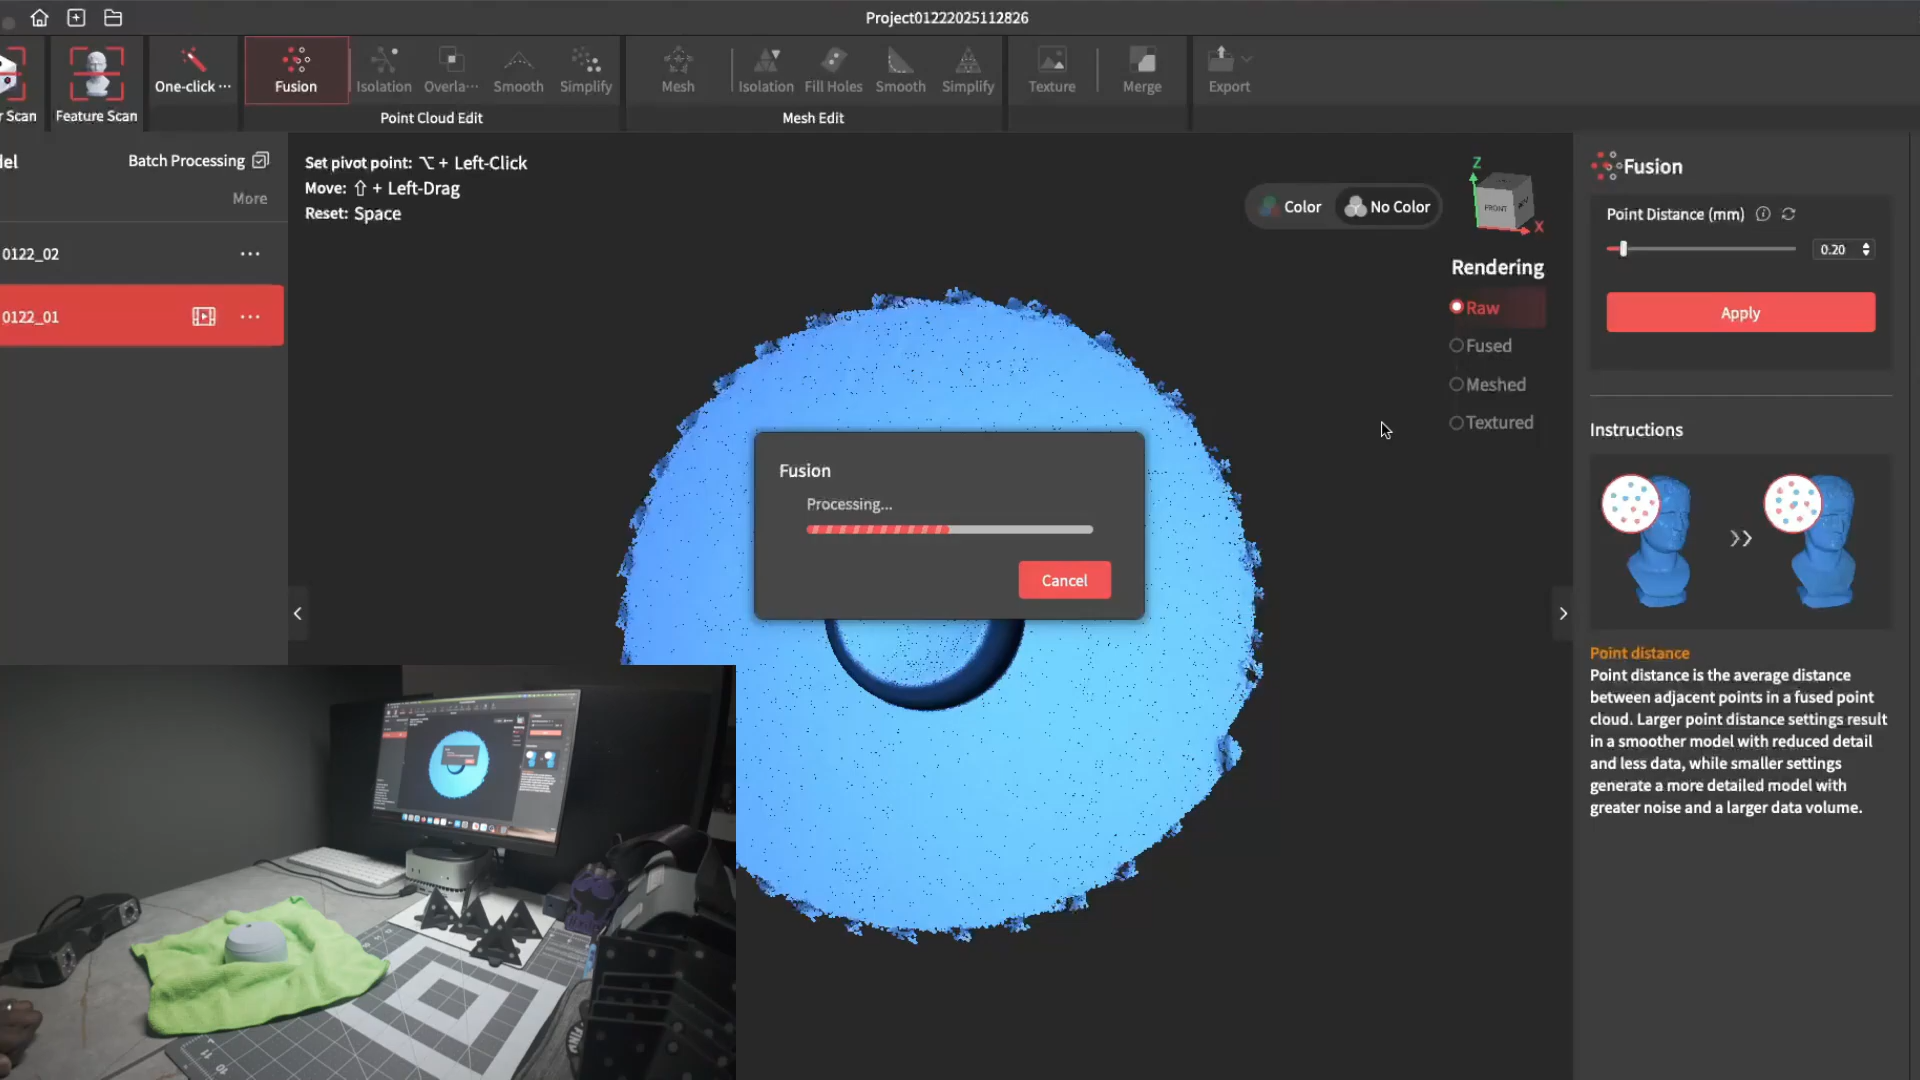 Project01222025112826
r Scan
Feature Scan
One-click ···
Fusion
Isolation
Overla···
Smooth
Simplify
Point Cloud Edit
Mesh
Isolation
Fill Holes
Smooth
Simplify
Mesh Edit
Texture
Merge
Export
del
Batch Processing
More
0122_02
0122_01
Set pivot point: ⌥ + Left-Click
Move: ⇧ + Left-Drag
Reset: Space
Color
No Color
Z
FRONT
X
Rendering
Raw
Fused
Meshed
Textured
Fusion
Processing...
Cancel
Fusion
Point Distance (mm)
0.20
Apply
Instructions
Point distance
Point distance is the average distance
between adjacent points in a fused point
cloud. Larger point distance settings result
in a smoother model with reduced detail
and less data, while smaller settings
generate a more detailed model with
greater noise and a larger data volume.